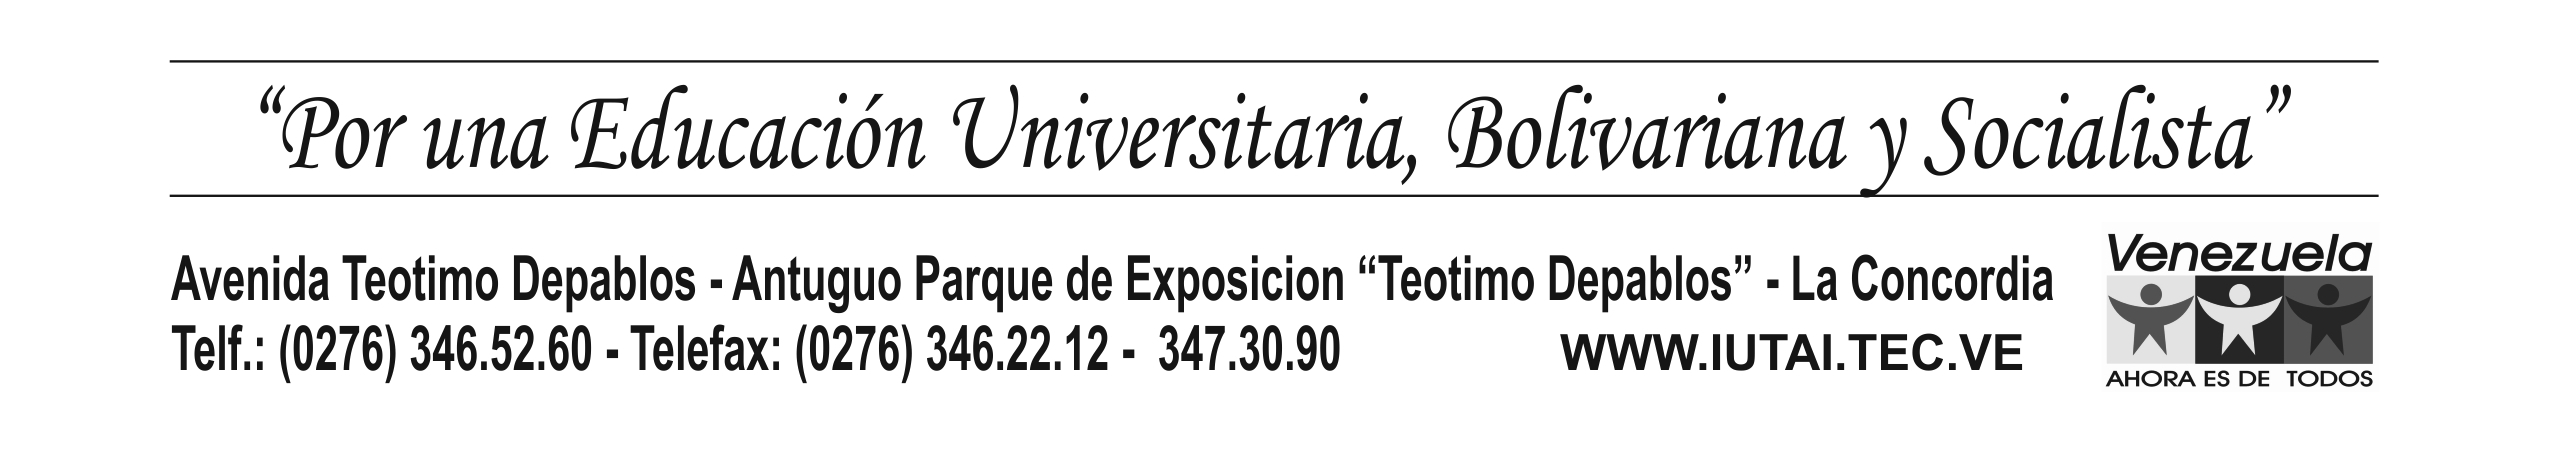 “Por una Educación Universitaria, Bolivariana y Socialista”
Avenida Teotimo Depablos - Antuguo Parque de Exposicion “Teotimo Depablos” - La Concordia
Telf.: (0276) 346.52.60 - Telefax: (0276) 346.22.12 - 347.30.90
WWW.IUTAI.TEC.VE
Venezuela
AHORA ES DE TODOS